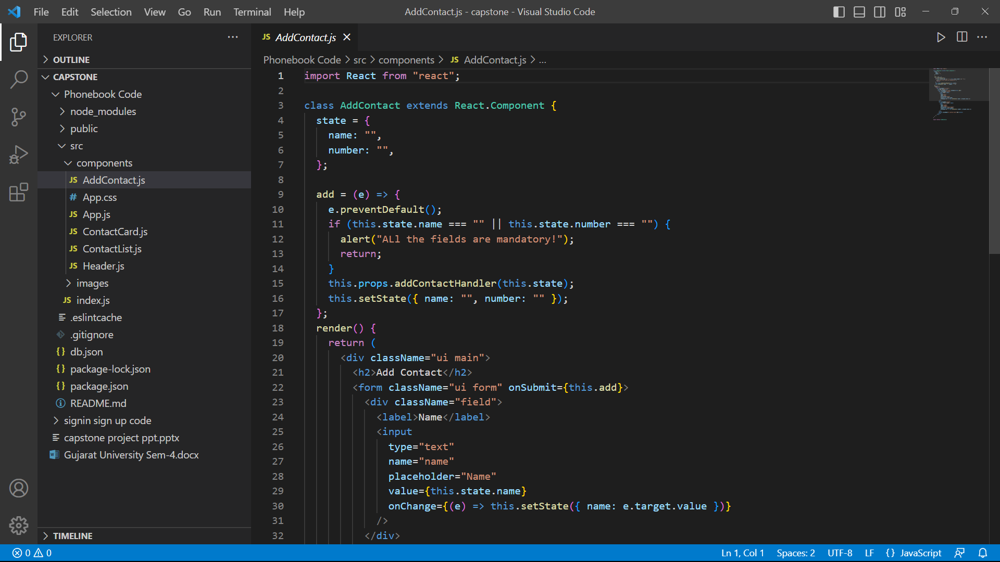 File Edit Selection View Go Run Terminal Help
AddContact.js - capstone - Visual Studio Code
EXPLORER
OUTLINE
CAPSTONE
Phonebook Code
node_modules
public
src
components
JS AddContact.js
# App.css
JS App.js
JS ContactCard.js
JS ContactList.js
JS Header.js
images
JS index.js
.eslintcache
.gitignore
{} db.json
{} package-lock.json
{} package.json
README.md
signin sign up code
capstone project ppt.pptx
Gujarat University Sem-4.docx
TIMELINE
JS AddContact.js
Phonebook Code > src > components > JS AddContact.js > ...
1 import React from "react";
2
3 class AddContact extends React.Component {
4   state = {
5     name: "",
6     number: "",
7   };
8
9   add = (e) => {
10     e.preventDefault();
11     if (this.state.name === "" || this.state.number === "") {
12       alert("ALl the fields are mandatory!");
13       return;
14     }
15     this.props.addContactHandler(this.state);
16     this.setState({ name: "", number: "" });
17   };
18   render() {
19     return (
20       <div className="ui main">
21         <h2>Add Contact</h2>
22         <form className="ui form" onSubmit={this.add}>
23           <div className="field">
24             <label>Name</label>
25             <input
26               type="text"
27               name="name"
28               placeholder="Name"
29               value={this.state.name}
30               onChange={(e) => this.setState({ name: e.target.value })}
31             />
32           </div>
0 0
Ln 1, Col 1 Spaces: 2 UTF-8 LF {} JavaScript